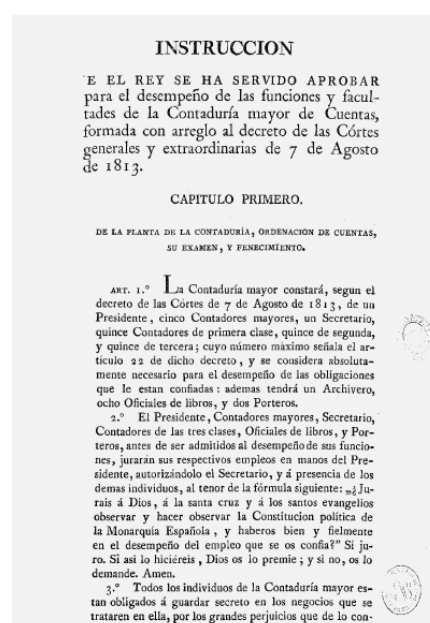 INSTRUCCION
E EL REY SE HA SERVIDO APROBAR
para el desempeño de las funciones y facul-
tades de la Contaduría mayor de Cuentas,
formada con arreglo al decreto de las Córtes
generales y extraordinarias de 7 de Agosto
de 1813.
CAPITULO PRIMERO.
DE LA PLANTA DE LA CONTADURÍA, ORDENACION DE CUENTAS,
SU EXAMEN, Y FENECIMIENTO.
ART. 1.º La Contaduría mayor constará, segun el
decreto de las Córtes de 7 de Agosto de 1813, de un
Presidente, cinco Contadores mayores, un Secretario,
quince Contadores de primera clase, quince de segunda,
y quince de tercera; cuyo número máximo señala el ar-
tículo 22 de dicho decreto, y se considera absoluta-
mente necesario para el desempeño de las obligaciones
que le estan confiadas: ademas tendrá un Archivero,
ocho Oficiales de libros, y dos Porteros.
2.º El Presidente, Contadores mayores, Secretario,
Contadores de las tres clases, Oficiales de libros, y Por-
teros, antes de ser admitidos al desempeño de sus funcio-
nes, jurarán sus respectivos empleos en manos del Pre-
sidente, autorizándolo el Secretario, y á presencia de los
demas individuos, al tenor de la fórmula siguiente: „¿Ju-
rais á Dios, á la santa cruz y á los santos evangelios
observar y hacer observar la Constitucion política de
la Monarquía Española, y haberos bien y fielmente
en el desempeño del empleo que se os confia?” Si ju-
ro. Si asi lo hiciéreis, Dios os lo premie; y si no, os lo
demande. Amen.
3.º Todos los individuos de la Contaduría mayor es-
tan obligados á guardar secreto en los negocios que se
trataren en ella, por los grandes perjuicios que de lo con-